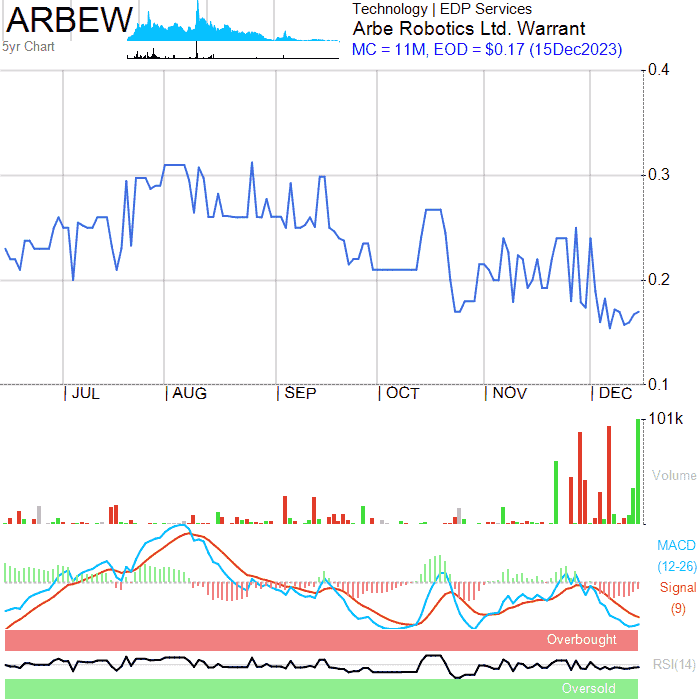 ARBEW
5yr Chart
Technology | EDP Services
Arbe Robotics Ltd. Warrant
MC = 11M, EOD = $0.17 (15Dec2023)
0.4
0.3
0.2
0.1
JUL
AUG
SEP
OCT
NOV
DEC
101k
Volume
MACD
(12-26)
Signal
(9)
Overbought
RSI(14)
Oversold